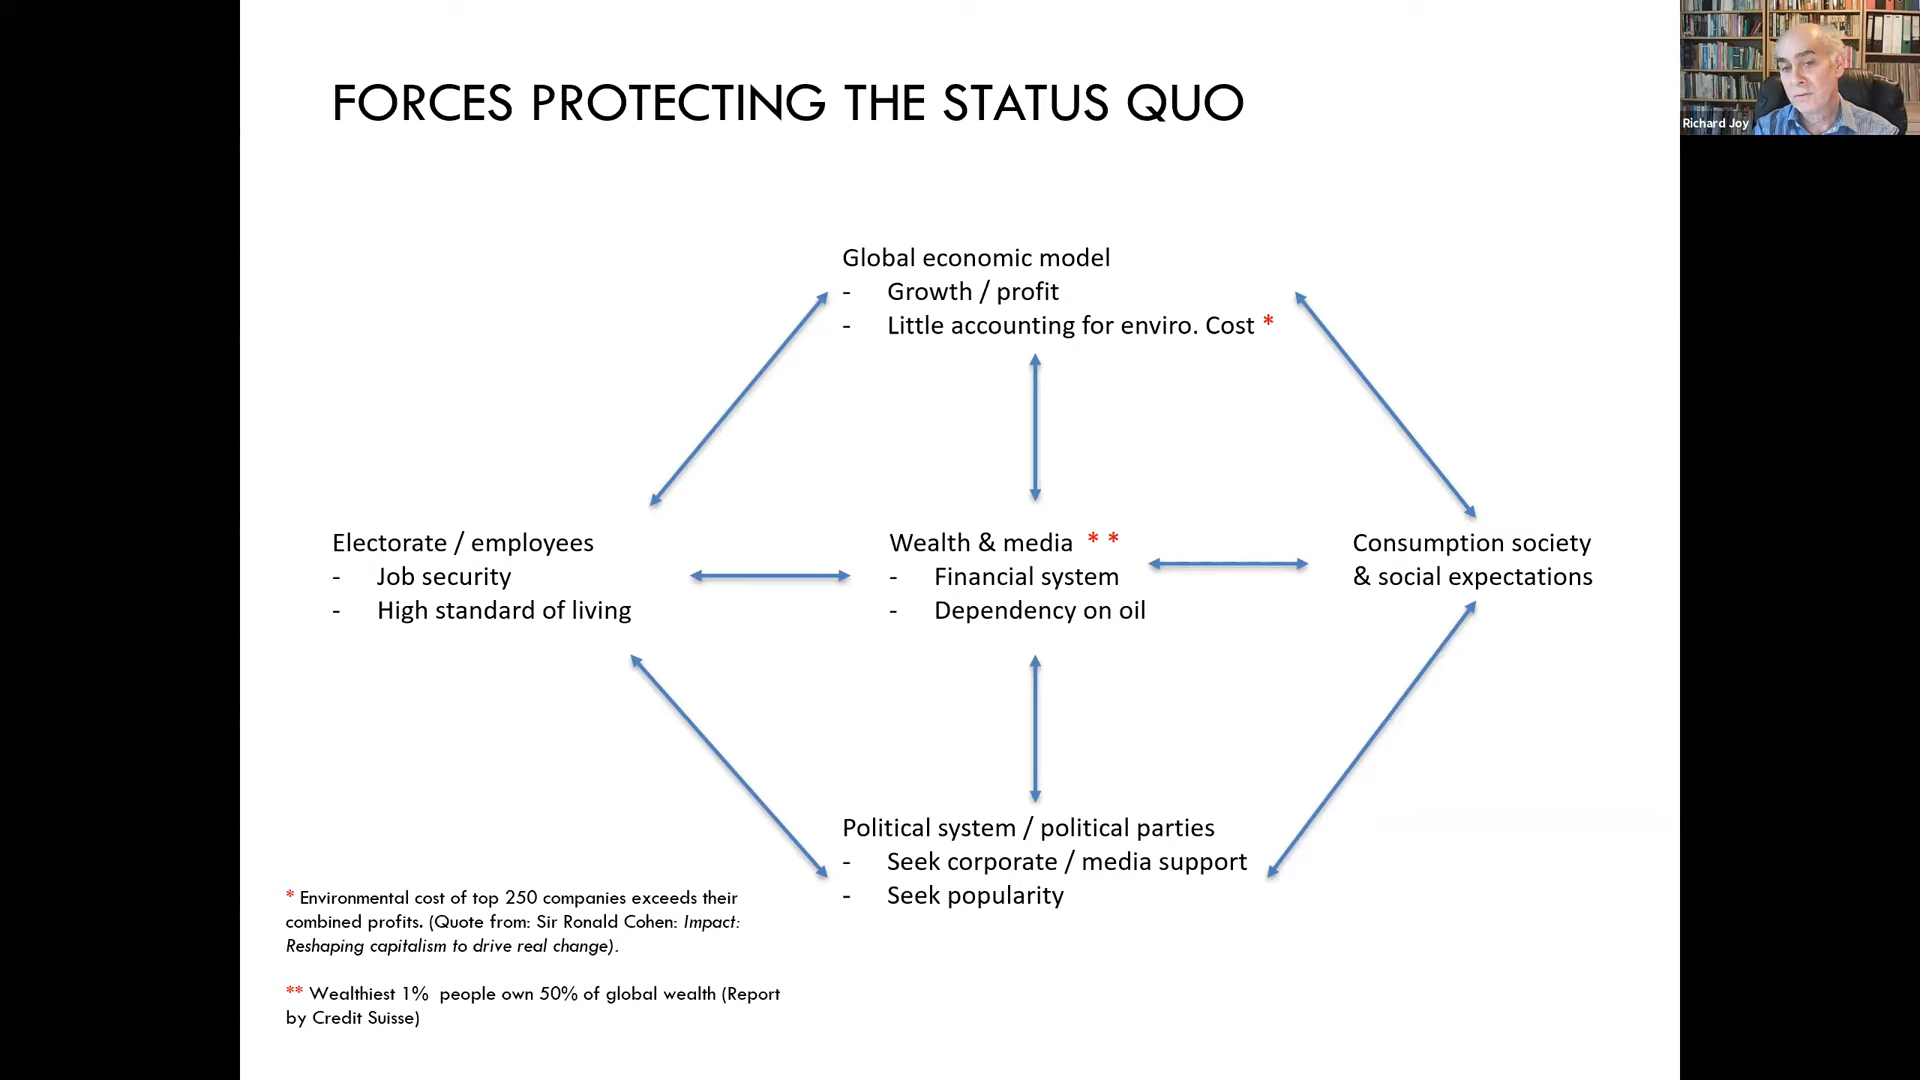 FORCES PROTECTING THE STATUS QUO
Richard Joy
Global economic model
- Growth / profit
- Little accounting for enviro. Cost *
Electorate / employees
- Job security
- High standard of living
Wealth & media * *
- Financial system
- Dependency on oil
Consumption society
& social expectations
Political system / political parties
- Seek corporate / media support
- Seek popularity
* Environmental cost of top 250 companies exceeds their
combined profits. (Quote from: Sir Ronald Cohen: Impact:
Reshaping capitalism to drive real change).
** Wealthiest 1% people own 50% of global wealth (Report
by Credit Suisse)